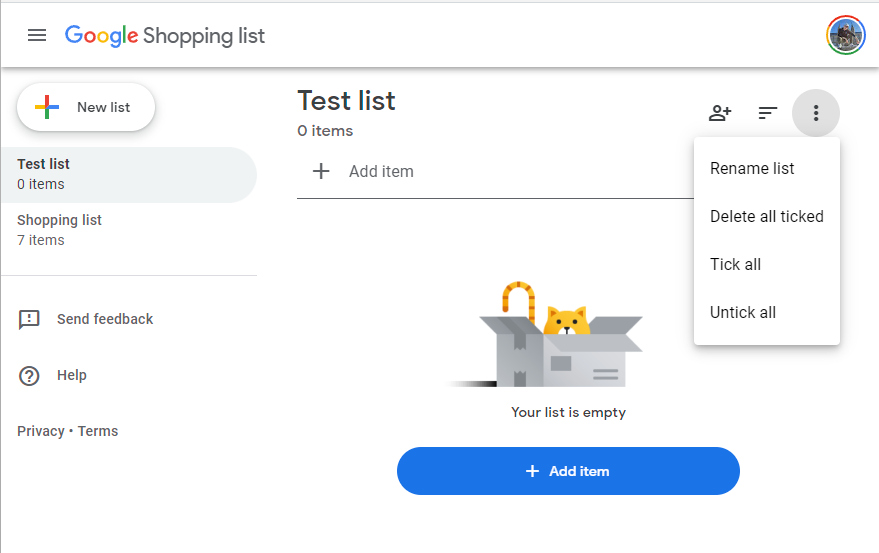 Google Shopping list
New list
Test list
0 items
Shopping list
7 items
Send feedback
Help
Privacy • Terms
Test list
0 items
Add item
Rename list
Delete all ticked
Tick all
Untick all
Your list is empty
Add item